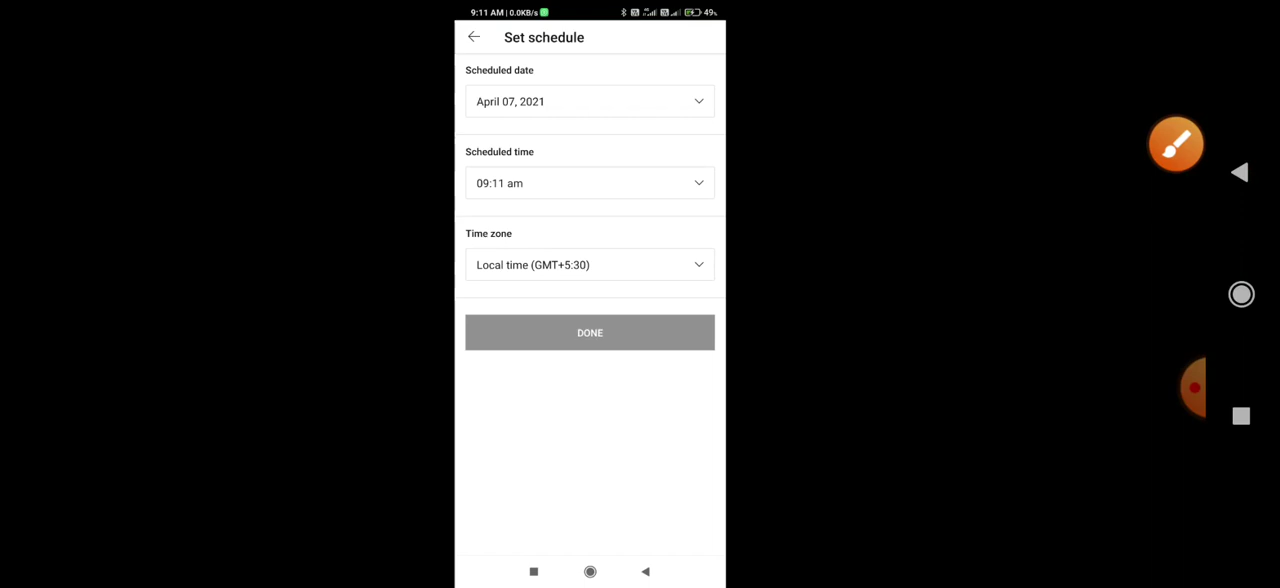 9:11 AM | 0.0KB/s
49%
Set schedule
Scheduled date
April 07, 2021
Scheduled time
09:11 am
Time zone
Local time (GMT+5:30)
DONE